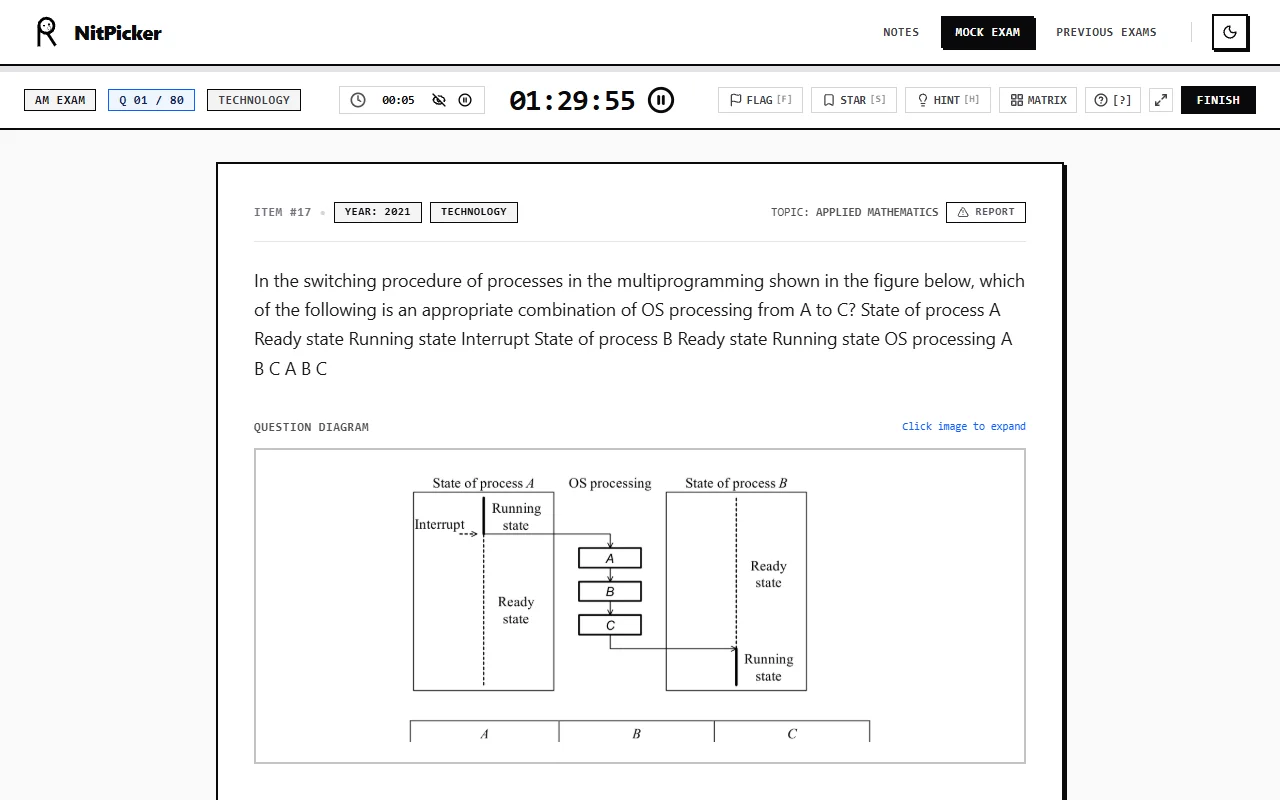 NitPicker
NOTES
MOCK EXAM
PREVIOUS EXAMS
AM EXAM
Q 01 / 80
TECHNOLOGY
00:05
01:29:55
FLAG [F]
STAR [S]
HINT [H]
MATRIX
[?]
FINISH
ITEM #17
YEAR: 2021
TECHNOLOGY
TOPIC: APPLIED MATHEMATICS
REPORT
In the switching procedure of processes in the multiprogramming shown in the figure below, which
of the following is an appropriate combination of OS processing from A to C? State of process A
Ready state Running state Interrupt State of process B Ready state Running state OS processing A
B C A B C
QUESTION DIAGRAM
Click image to expand
State of process A
OS processing
State of process B
Interrupt
Running
state
Ready
state
A
B
C
Ready
state
Running
state
A
B
C